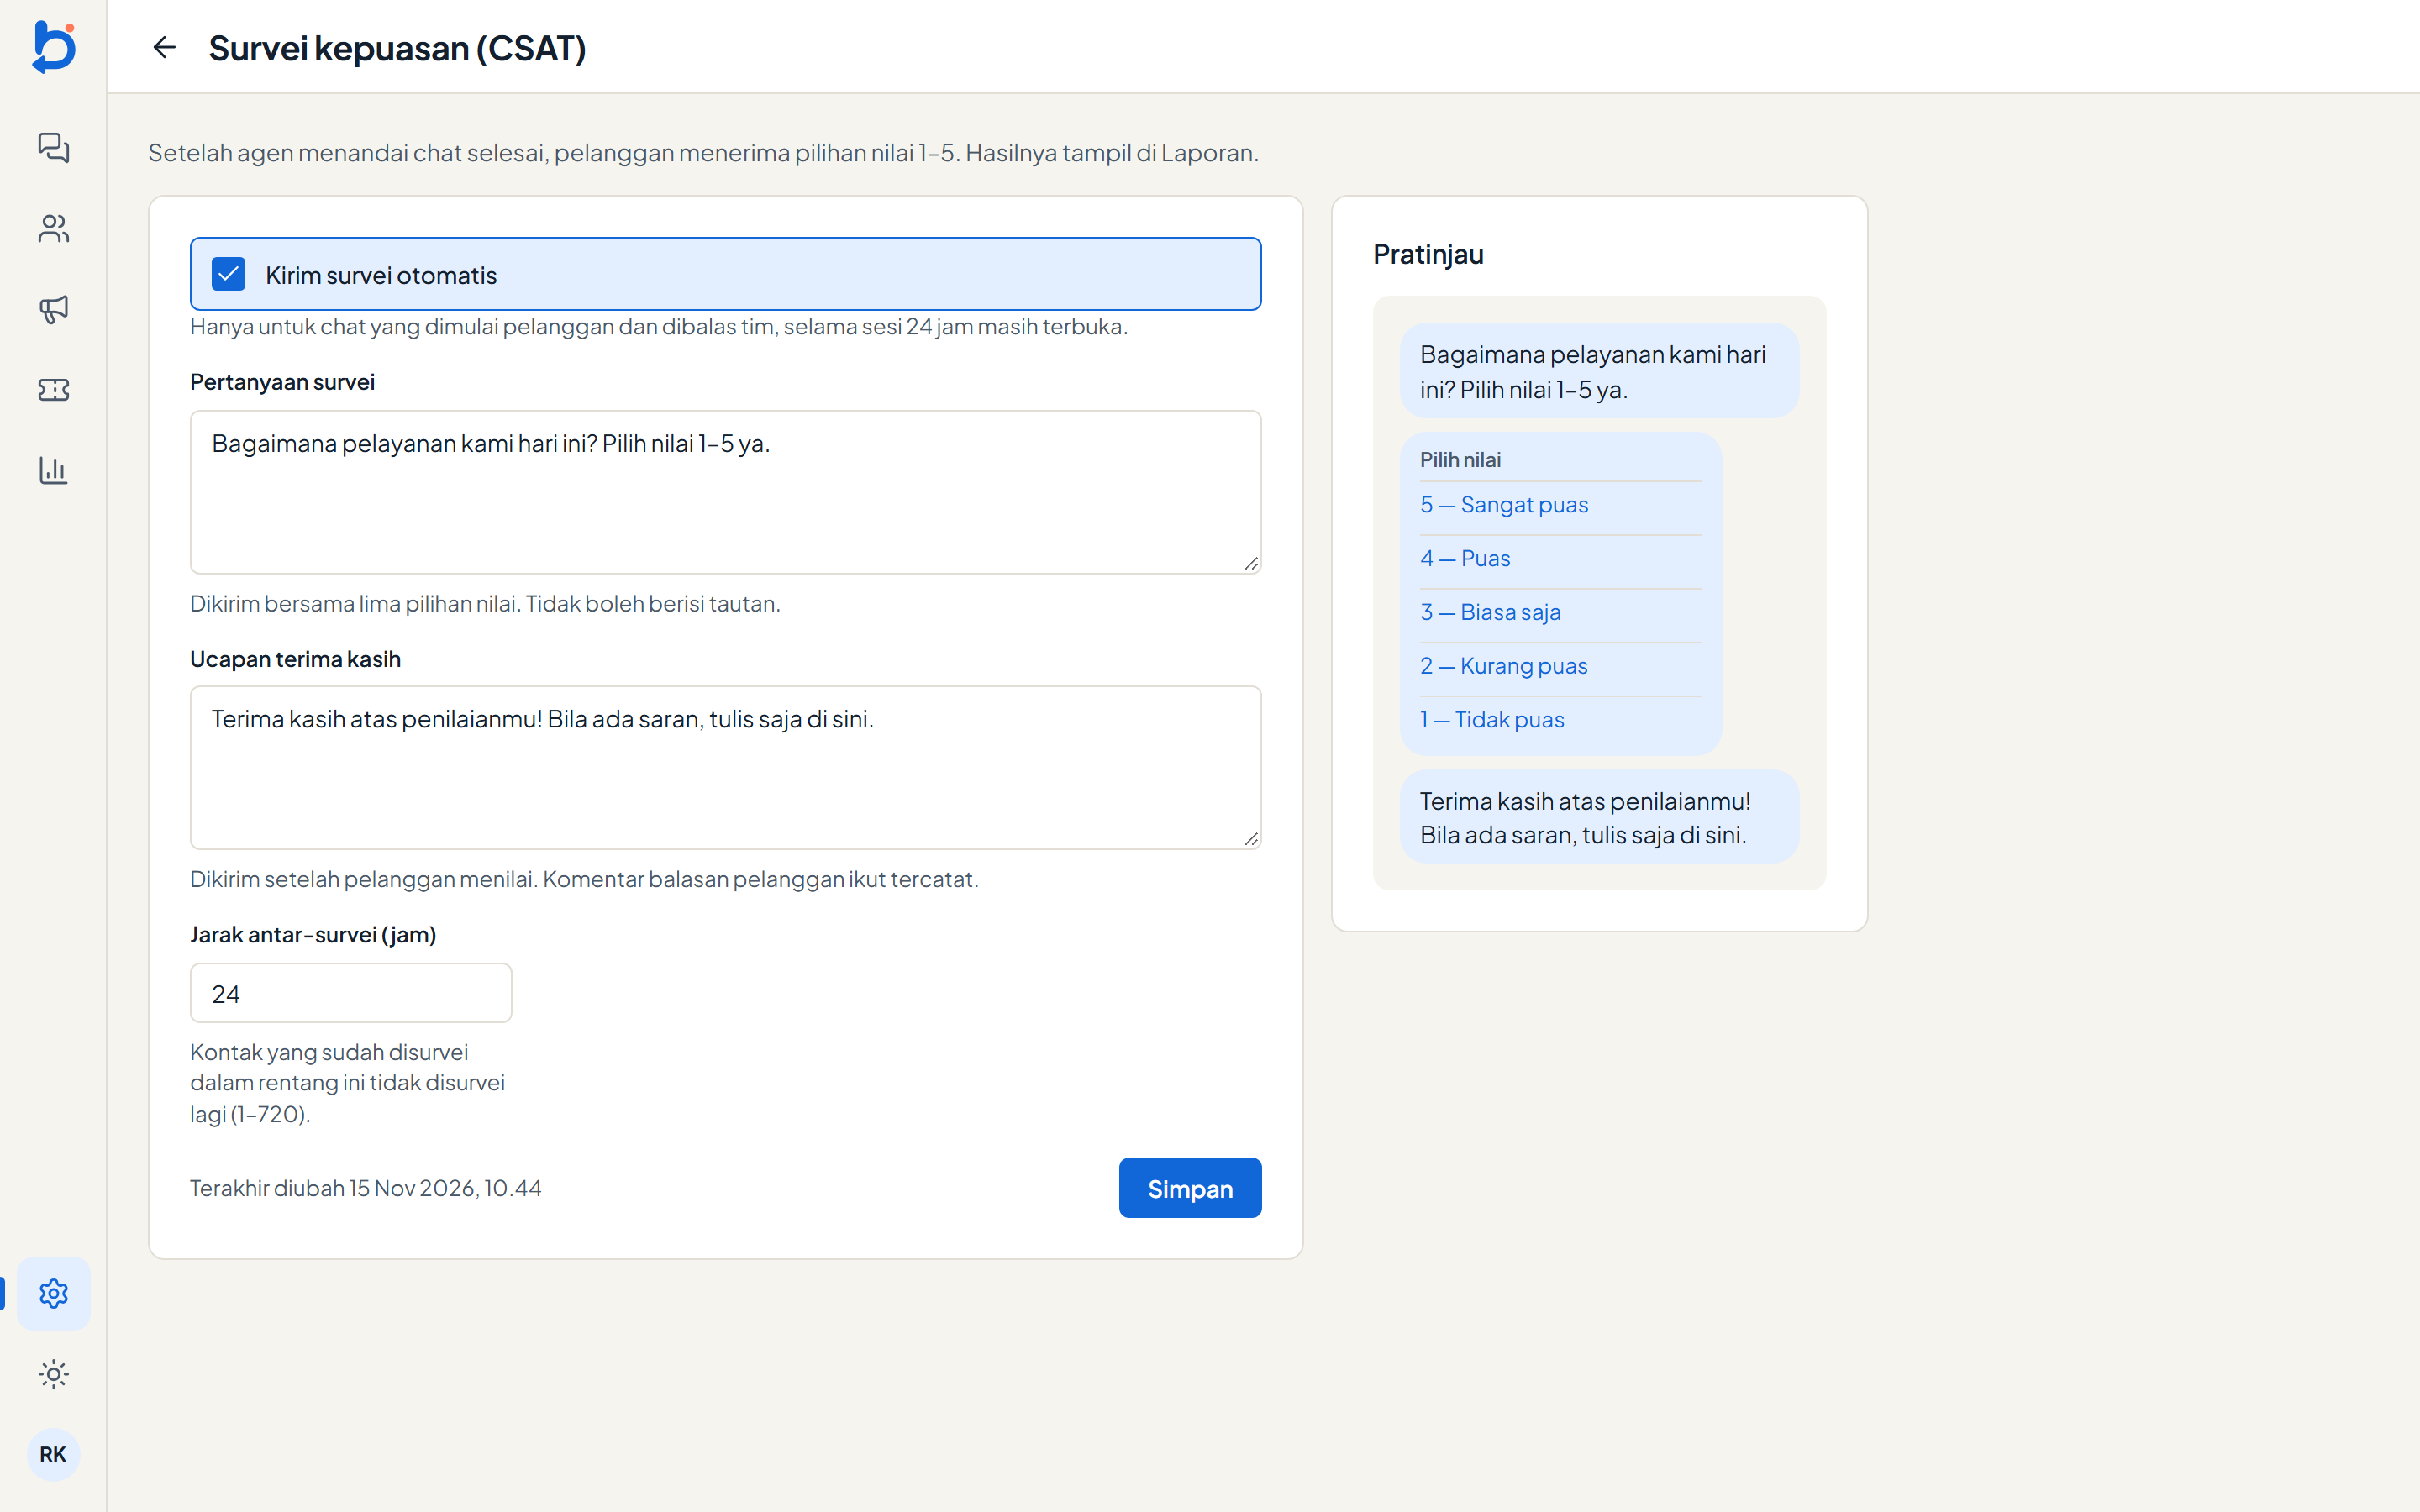 Survei kepuasan (CSAT)
Setelah agen menandai chat selesai, pelanggan menerima pilihan nilai 1–5. Hasilnya tampil di Laporan.
Kirim survei otomatis
Hanya untuk chat yang dimulai pelanggan dan dibalas tim, selama sesi 24 jam masih terbuka.
Pertanyaan survei
Bagaimana pelayanan kami hari ini? Pilih nilai 1–5 ya.
Dikirim bersama lima pilihan nilai. Tidak boleh berisi tautan.
Ucapan terima kasih
Terima kasih atas penilaianmu! Bila ada saran, tulis saja di sini.
Dikirim setelah pelanggan menilai. Komentar balasan pelanggan ikut tercatat.
Jarak antar-survei (jam)
24
Kontak yang sudah disurvei
dalam rentang ini tidak disurvei
lagi (1–720).
Terakhir diubah 15 Nov 2026, 10.44
Simpan
Pratinjau
Bagaimana pelayanan kami hari
ini? Pilih nilai 1–5 ya.
Pilih nilai
5 — Sangat puas
4 — Puas
3 — Biasa saja
2 — Kurang puas
1 — Tidak puas
Terima kasih atas penilaianmu!
Bila ada saran, tulis saja di sini.
RK